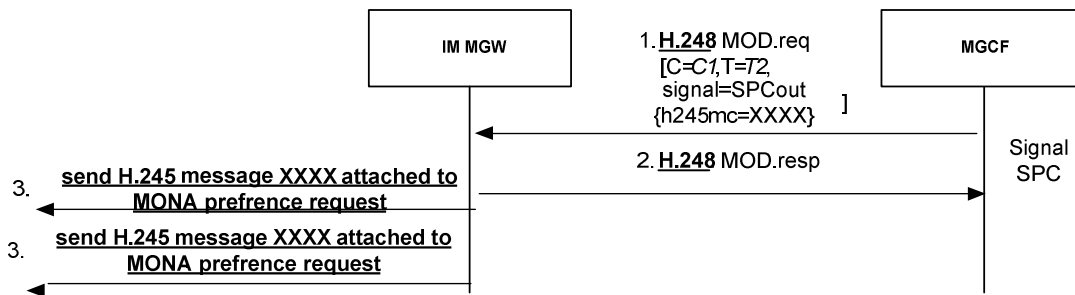 IM MGW
MGCF
1. H.248 MOD.req
[C=C1,T=T2,
signal=SPCout
{h245mc=XXXX} ]
2. H.248 MOD.resp
Signal
SPC
3. send H.245 message XXXX attached to
MONA prefrence request
3. send H.245 message XXXX attached to
MONA prefrence request